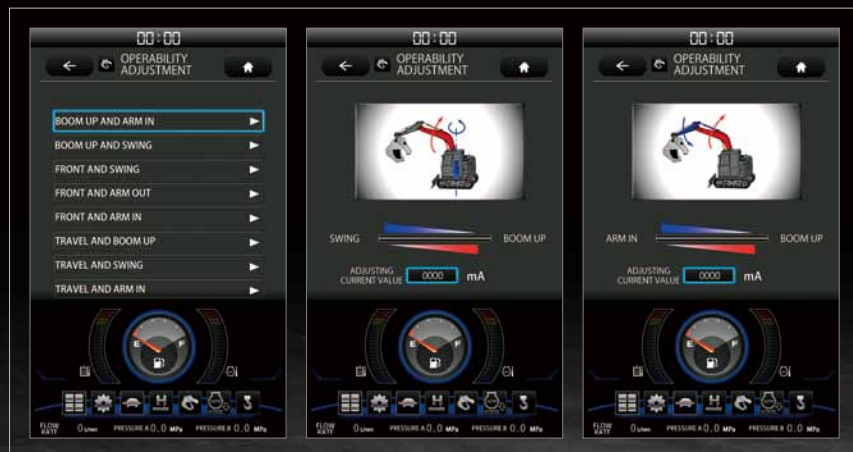 00:00
OPERABILITY
ADJUSTMENT
BOOM UP AND ARM IN
BOOM UP AND SWING
FRONT AND SWING
FRONT AND ARM OUT
FRONT AND ARM IN
TRAVEL AND BOOM UP
TRAVEL AND SWING
TRAVEL AND ARM IN
E F
FLOW
RATE 0 L/min PRESSURE A 0.0 MPa PRESSURE B 0.0 MPa
00:00
OPERABILITY
ADJUSTMENT
SWING BOOM UP
ADJUSTING
CURRENT VALUE 0000 mA
E F
FLOW
RATE 0 L/min PRESSURE A 0.0 MPa PRESSURE B 0.0 MPa
00:00
OPERABILITY
ADJUSTMENT
ARM IN BOOM UP
ADJUSTING
CURRENT VALUE 0000 mA
E F
FLOW
RATE 0 L/min PRESSURE A 0.0 MPa PRESSURE B 0.0 MPa